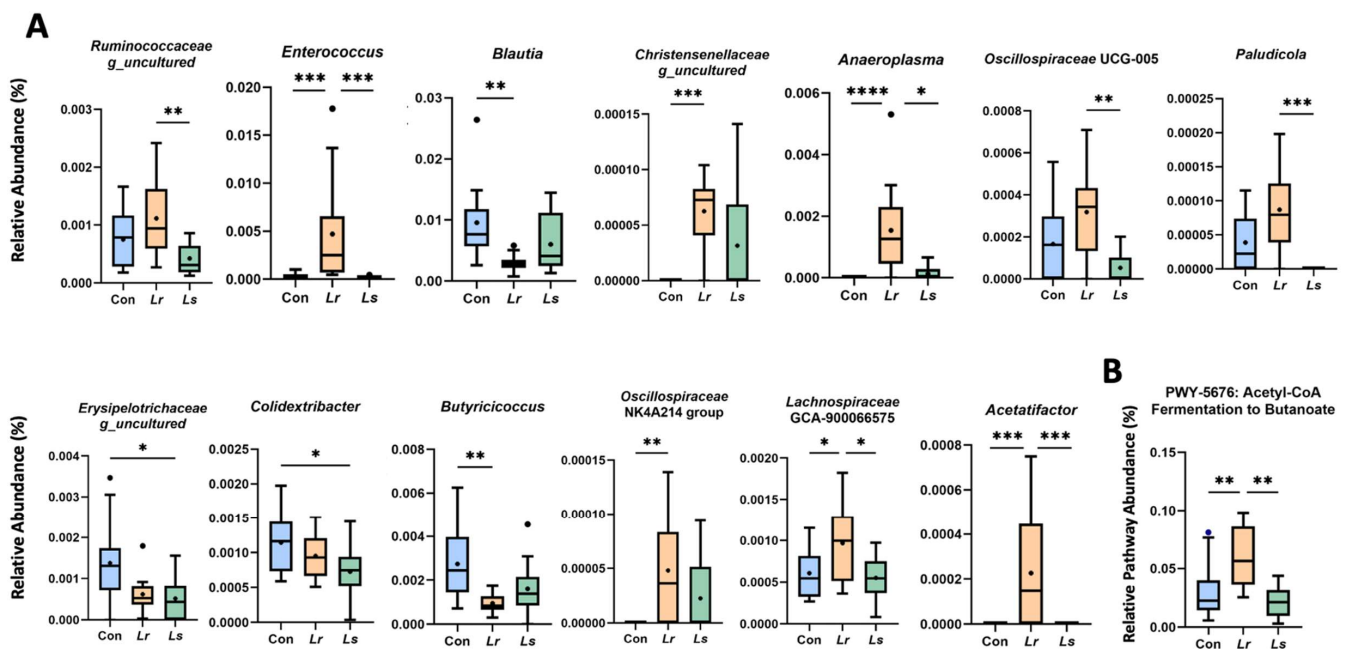 A
Ruminococcaceae
g_uncultured
Enterococcus
Blautia
Christensenellaceae
g_uncultured
Anaeroplasma
Oscillospiraceae UCG-005
Paludicola
Relative Abundance (%)
0.003
0.002
0.001
0.000
**
Con Lr Ls
0.020
0.015
0.010
0.005
0.000
*** ***
Con Lr Ls
0.03
0.02
0.01
0.00
**
Con Lr Ls
0.00015
0.00010
0.00005
0.00000
***
Con Lr Ls
0.006
0.004
0.002
0.000
**** *
Con Lr Ls
0.0008
0.0006
0.0004
0.0002
0.0000
**
Con Lr Ls
0.00025
0.00020
0.00015
0.00010
0.00005
0.00000
***
Con Lr Ls
Erysipelotrichaceae
g_uncultured
Colidextribacter
Butyricicoccus
Oscillospiraceae
NK4A214 group
Lachnospiraceae
GCA-900066575
Acetatifactor
Relative Abundance (%)
0.004
0.003
0.002
0.001
0.000
*
Con Lr Ls
0.0025
0.0020
0.0015
0.0010
0.0005
0.0000
*
Con Lr Ls
0.008
0.006
0.004
0.002
0.000
**
Con Lr Ls
0.00015
0.00010
0.00005
0.00000
**
Con Lr Ls
0.0020
0.0015
0.0010
0.0005
0.0000
* *
Con Lr Ls
0.0008
0.0006
0.0004
0.0002
0.0000
*** ***
Con Lr Ls
B
PWY-5676: Acetyl-CoA
Fermentation to Butanoate
Relative Pathway Abundance (%)
0.15
0.10
0.05
0.00
** **
Con Lr Ls